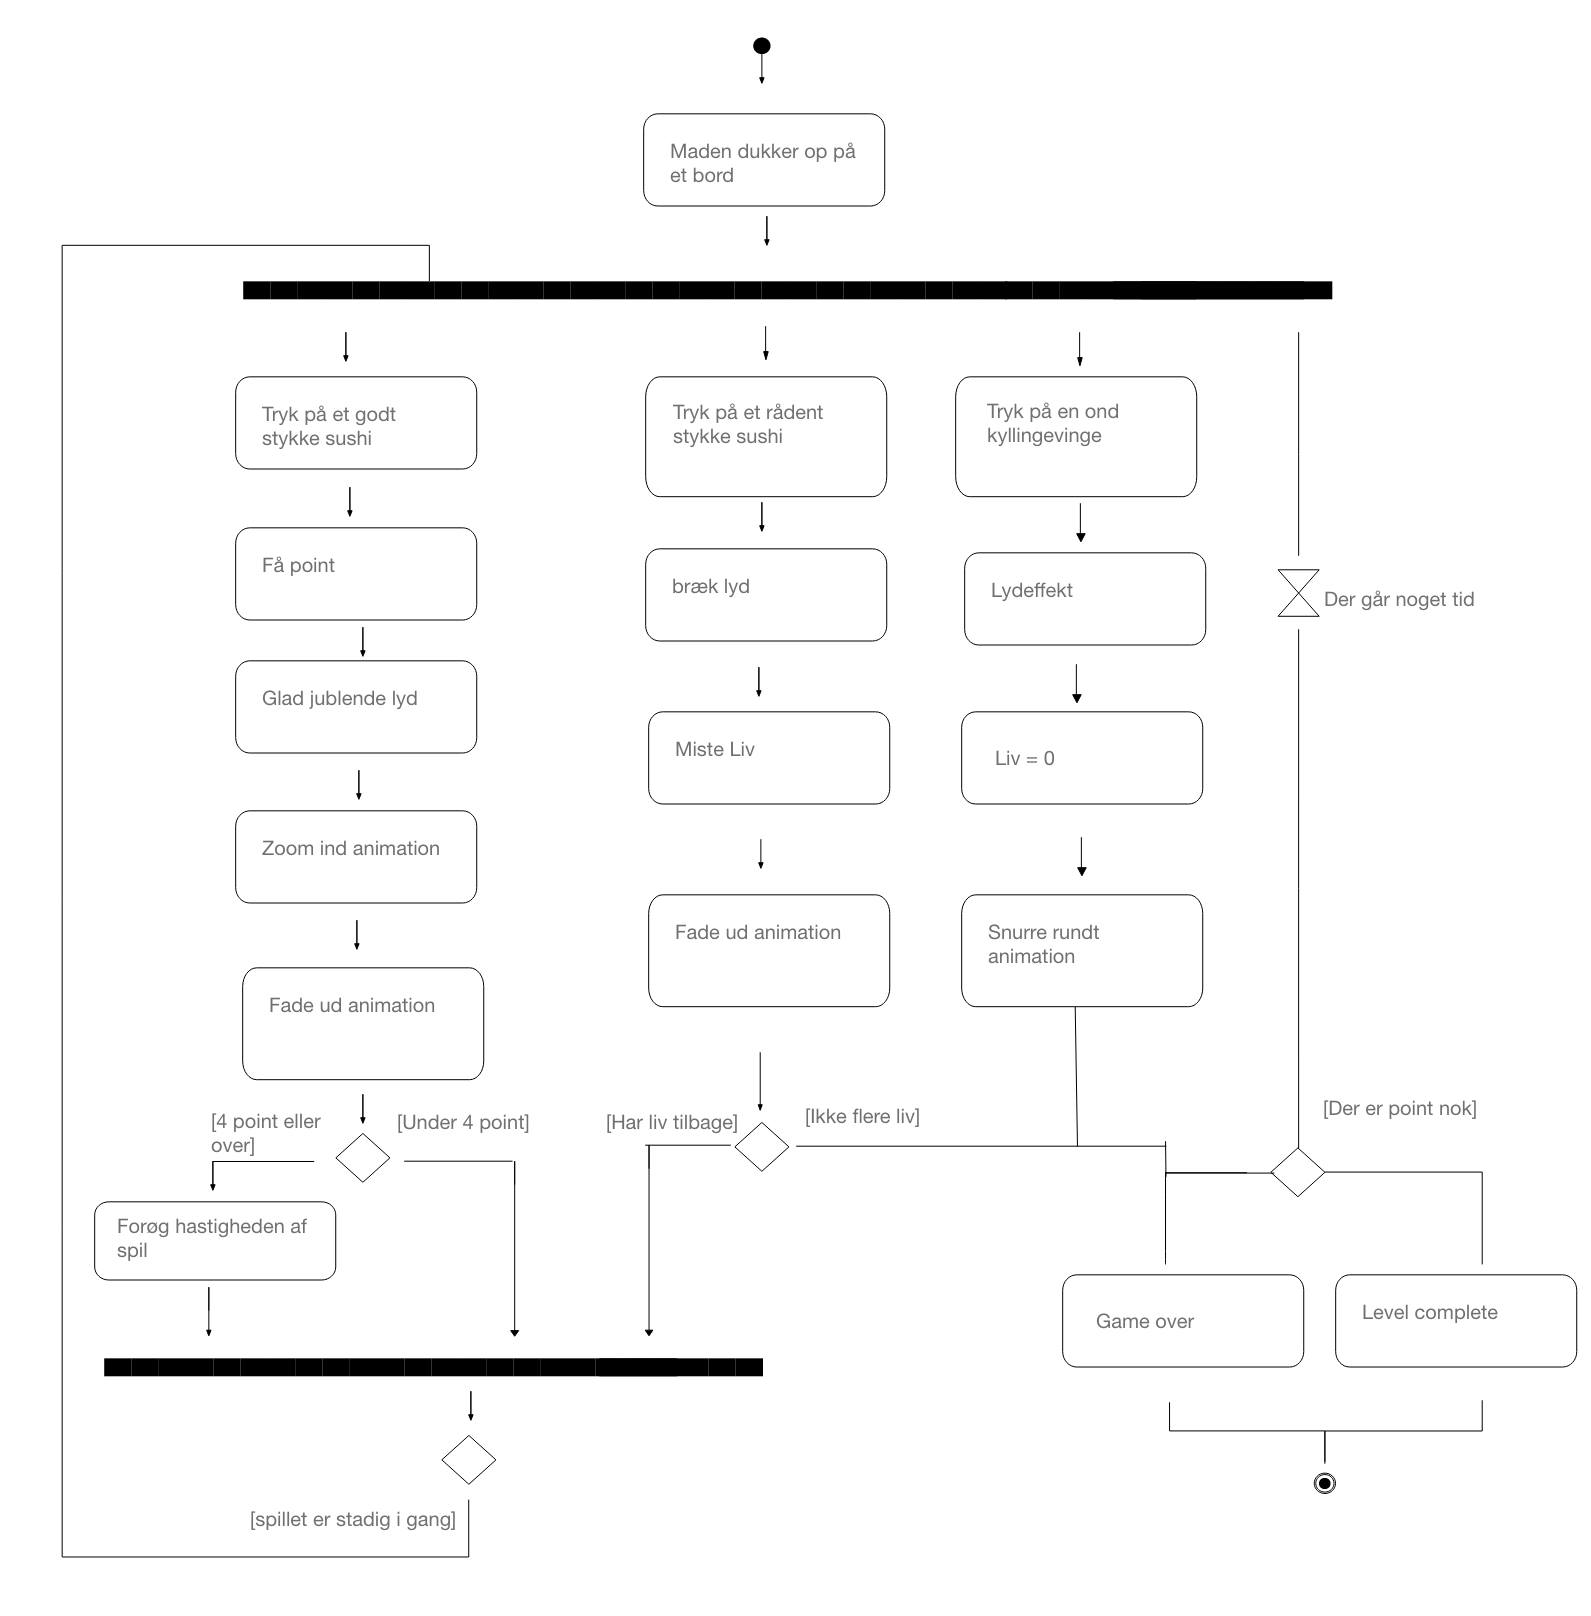 Maden dukker op på
et bord
Tryk på et godt
stykke sushi
Tryk på et rådent
stykke sushi
Tryk på en ond
kyllingevinge
Få point
bræk lyd
Lydeffekt
Der går noget tid
Glad jublende lyd
Miste Liv
Liv = 0
Zoom ind animation
Fade ud animation
Snurre rundt
animation
Fade ud animation
[4 point eller
over]
[Under 4 point]
[Har liv tilbage]
[Ikke flere liv]
[Der er point nok]
Forøg hastigheden af
spil
Game over
Level complete
[spillet er stadig i gang]